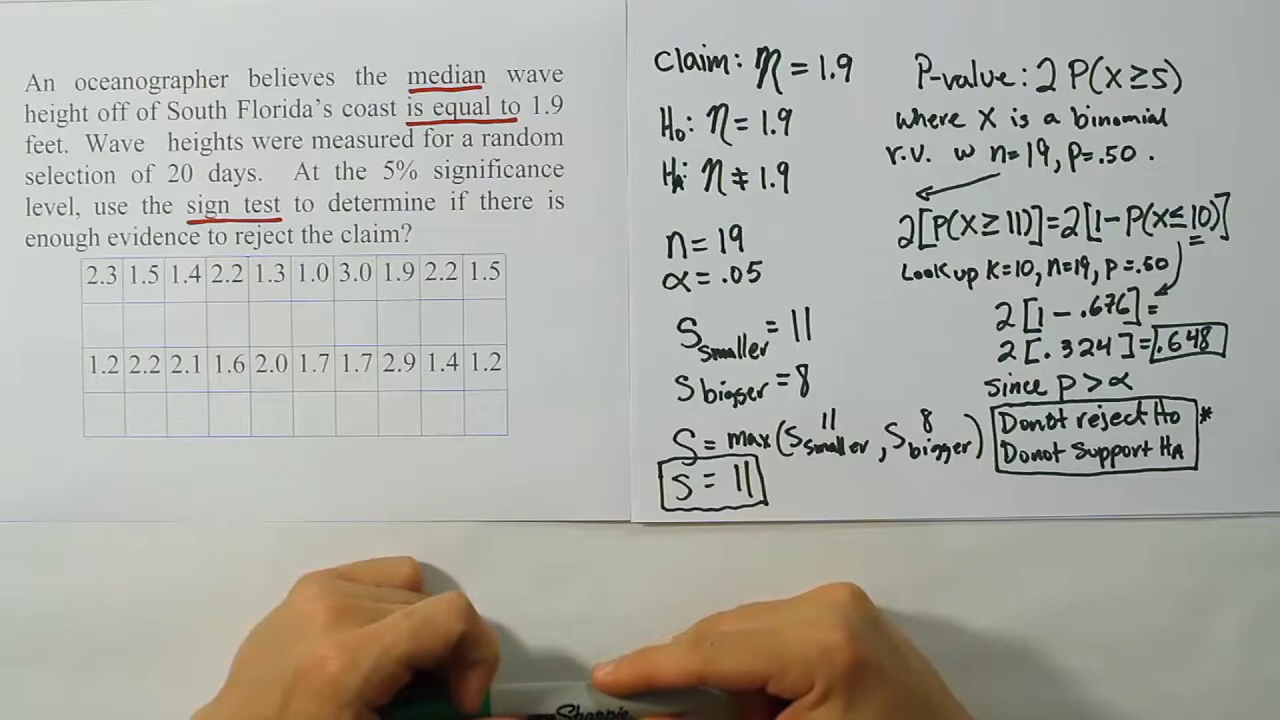 An oceanographer believes the median wave
height off of South Florida's coast is equal to 1.9
feet. Wave heights were measured for a random
selection of 20 days. At the 5% significance
level, use the sign test to determine if there is
enough evidence to reject the claim?
2.3 1.5 1.4 2.2 1.3 1.0 3.0 1.9 2.2 1.5
1.2 2.2 2.1 1.6 2.0 1.7 1.7 2.9 1.4 1.2
Claim: η = 1.9
H₀: η = 1.9
Hₐ: η ≠ 1.9
n = 19
α = .05
S smaller = 11
S bigger = 8
11 8
S = max(S smaller, S bigger)
S = 11
P-value: 2 P(X ≥ S)
where X is a binomial
r.v. w n=19, p=.50.
2[P(X ≥ 11)] = 2[1 - P(X ≤ 10)]
Look up K=10, n=19, p=.50
2[1 - .676] =
2[.324] = .648
Since p > α
Do not reject H₀ *
Do not support Hₐ
Sharpie